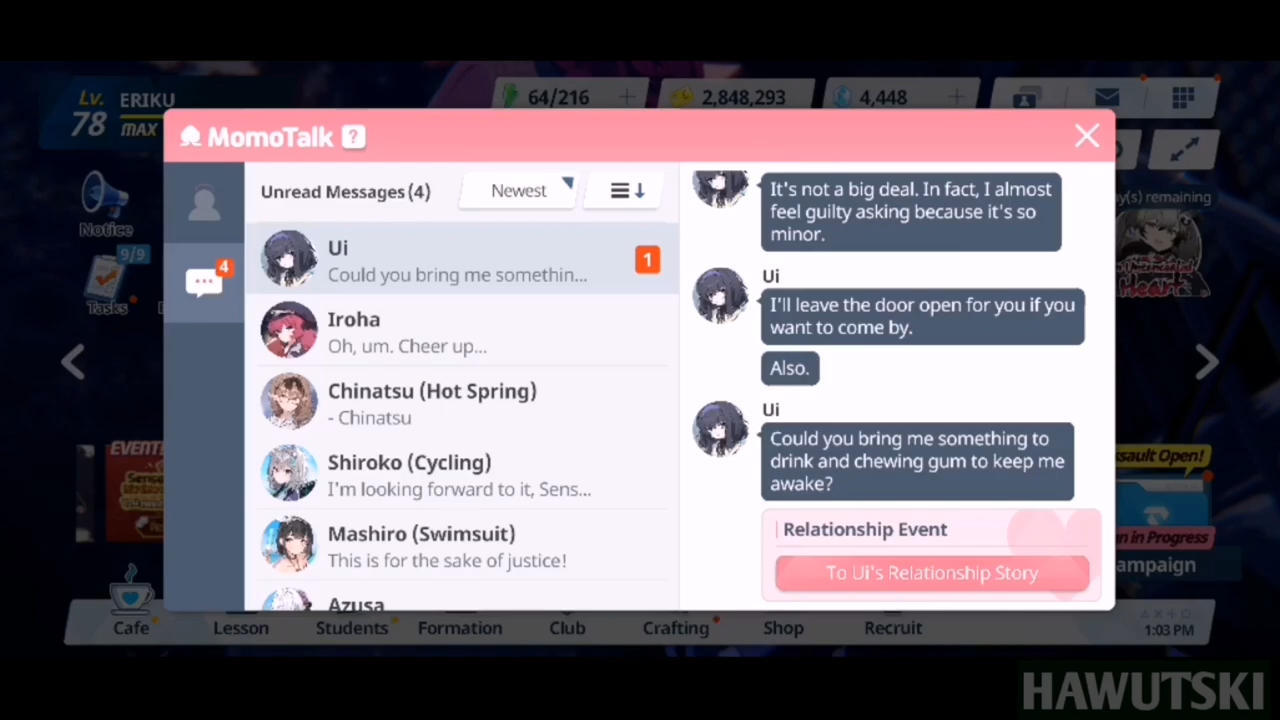 Lv. 78 MAX
ERIKU
64/216
2,848,293
4,448
MomoTalk ?
Notice
9/9
Tasks
4
Unread Messages (4)
Newest
Ui
Could you bring me somethin...
1
Iroha
Oh, um. Cheer up...
Chinatsu (Hot Spring)
- Chinatsu
Shiroko (Cycling)
I'm looking forward to it, Sens...
Mashiro (Swimsuit)
This is for the sake of justice!
Azusa
It's not a big deal. In fact, I almost
feel guilty asking because it's so
minor.
Ui
I'll leave the door open for you if you
want to come by.
Also.
Ui
Could you bring me something to
drink and chewing gum to keep me
awake?
Relationship Event
To Ui's Relationship Story
y(s) remaining
Heart
EVENT!
Sense
ssault Open!
n in Progress
ampaign
Cafe
Lesson
Students
Formation
Club
Crafting
Shop
Recruit
1:03 PM
HAWUTSKI